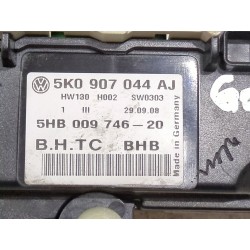 5K0 907 044 AJ
HW130 H002 SW0303
1 III 29.09.08
5HB 009 746-20
B.H.TC BHB
Made in Germany